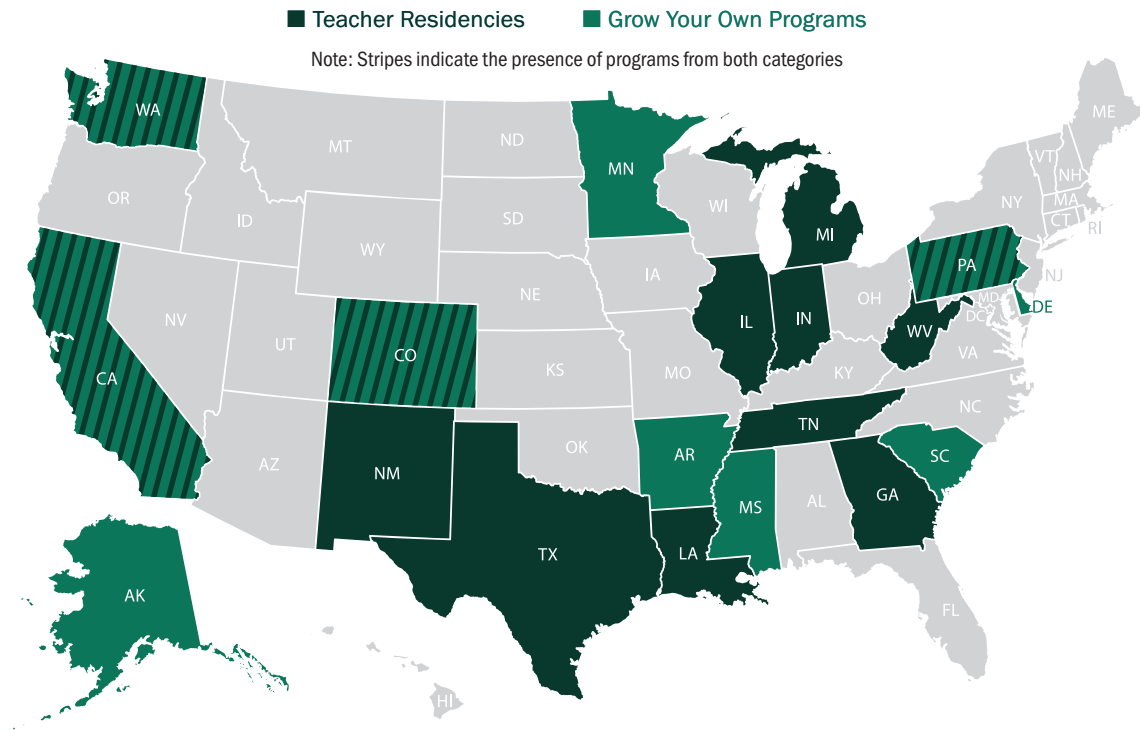 Teacher Residencies Grow Your Own Programs
Note: Stripes indicate the presence of programs from both categories
WA
MT
ND
MN
ME
VT
NH
OR
ID
SD
WI
NY
MA
CT
RI
MI
WY
PA
IA
NJ
NE
OH
MD
DE
DC
NV
IL
IN
WV
UT
CO
VA
KS
MO
KY
CA
NC
TN
AZ
OK
AR
SC
NM
MS
AL
GA
TX
LA
AK
FL
HI